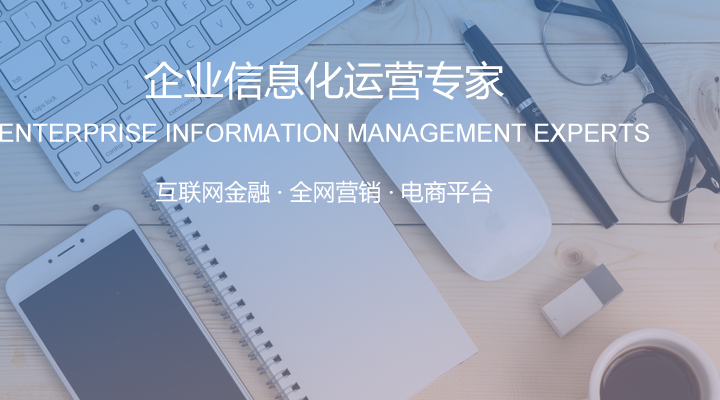 企业信息化运营专家
ENTERPRISE INFORMATION MANAGEMENT EXPERTS
互联网金融 · 全网营销 · 电商平台